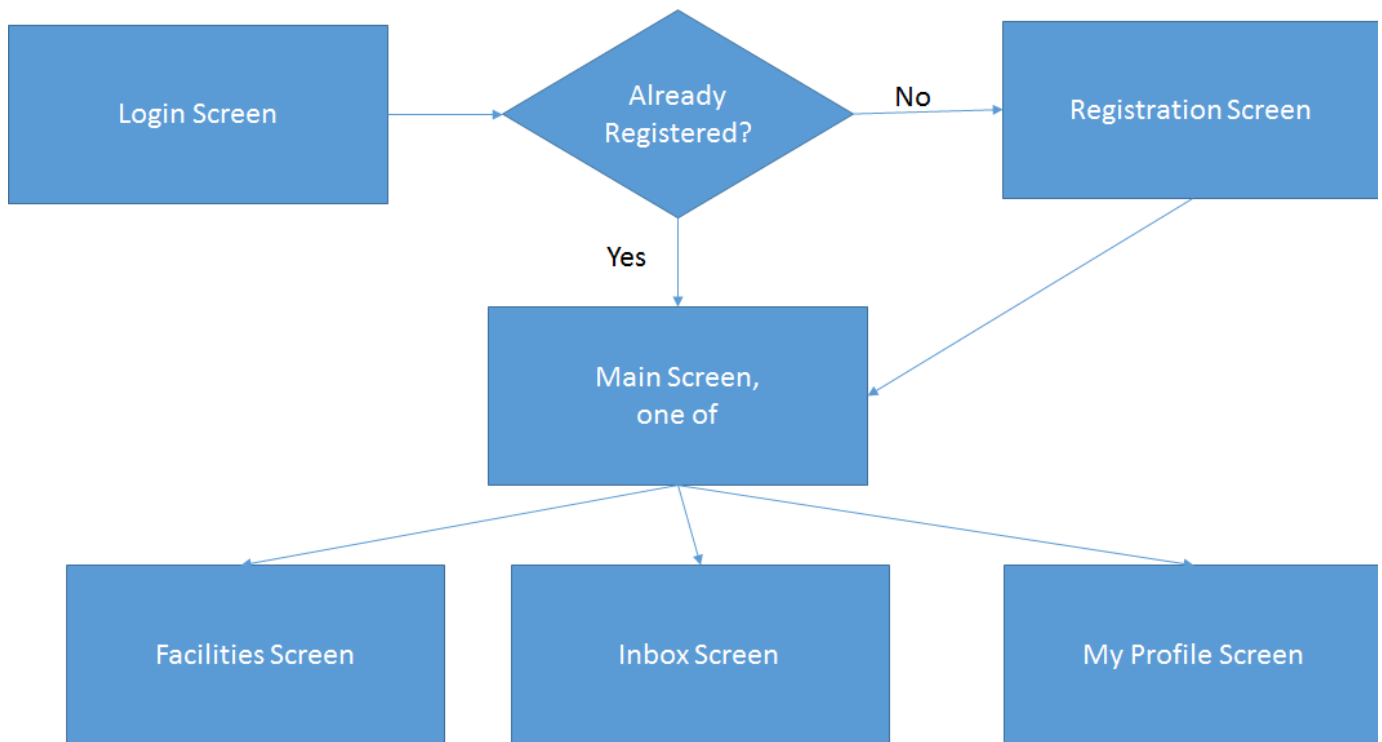 Login Screen
Already
Registered?
No
Registration Screen
Yes
Main Screen,
one of
Facilities Screen
Inbox Screen
My Profile Screen